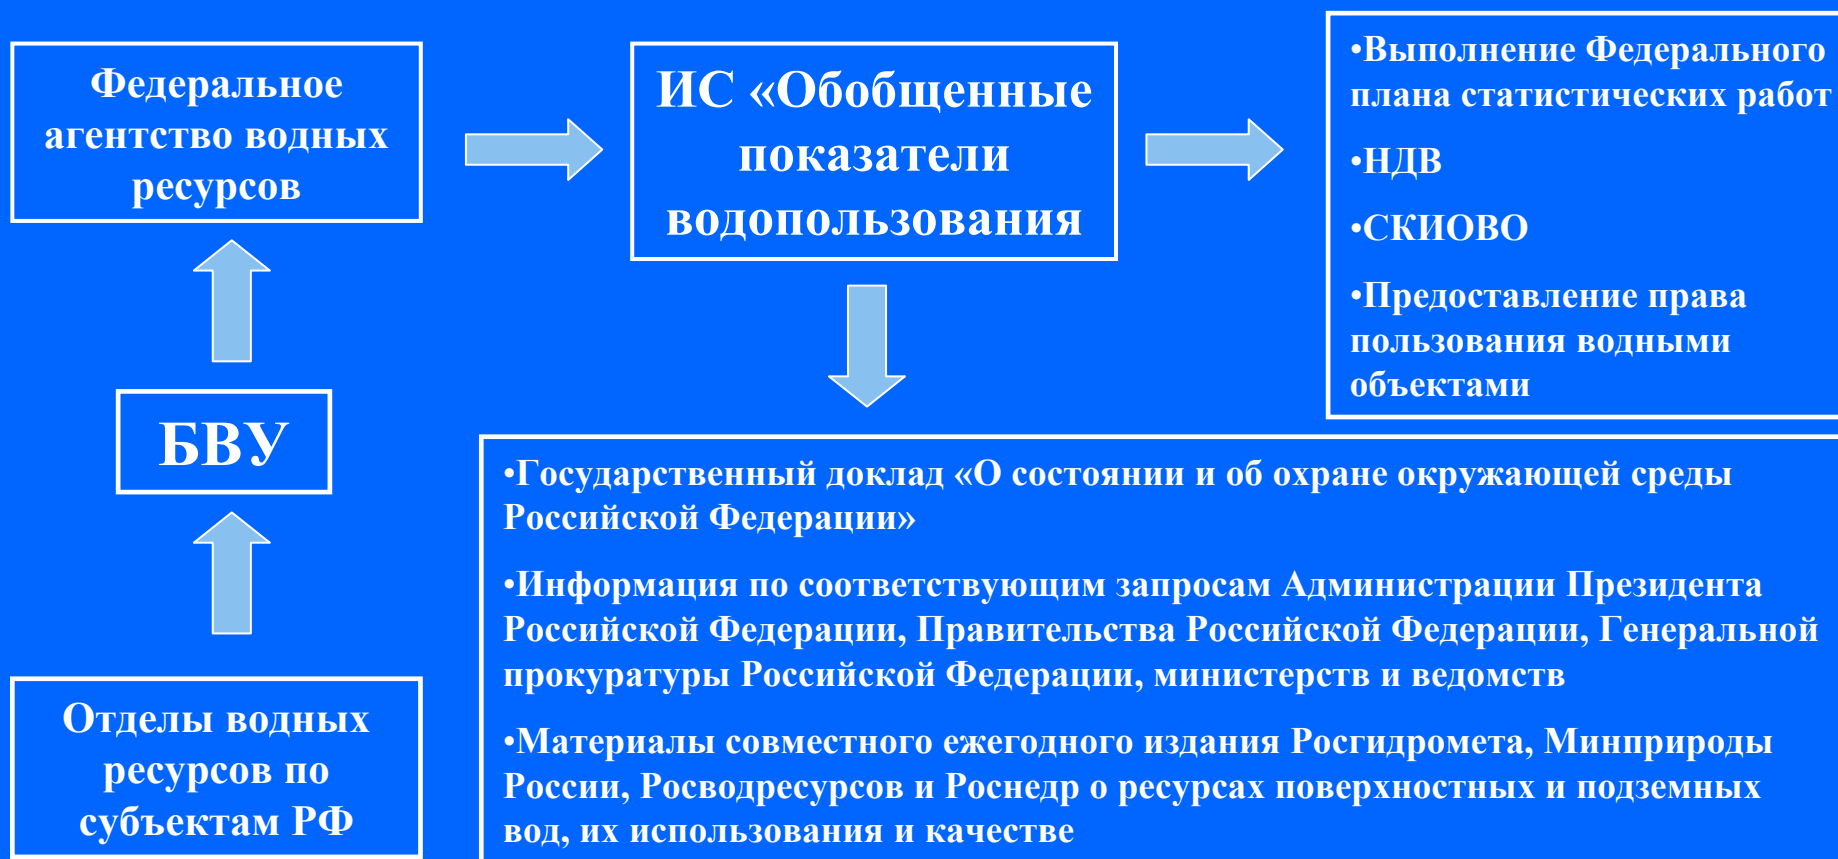 Федеральное
агентство водных
ресурсов
ИС «Обобщенные
показатели
водопользования
•Выполнение Федерального
плана статистических работ
•НДВ
•СКИОВО
•Предоставление права
пользования водными
объектами
БВУ
Отделы водных
ресурсов по
субъектам РФ
•Государственный доклад «О состоянии и об охране окружающей среды
Российской Федерации»
•Информация по соответствующим запросам Администрации Президента
Российской Федерации, Правительства Российской Федерации, Генеральной
прокуратуры Российской Федерации, министерств и ведомств
•Материалы совместного ежегодного издания Росгидромета, Минприроды
России, Росводресурсов и Роснедр о ресурсах поверхностных и подземных
вод, их использования и качестве